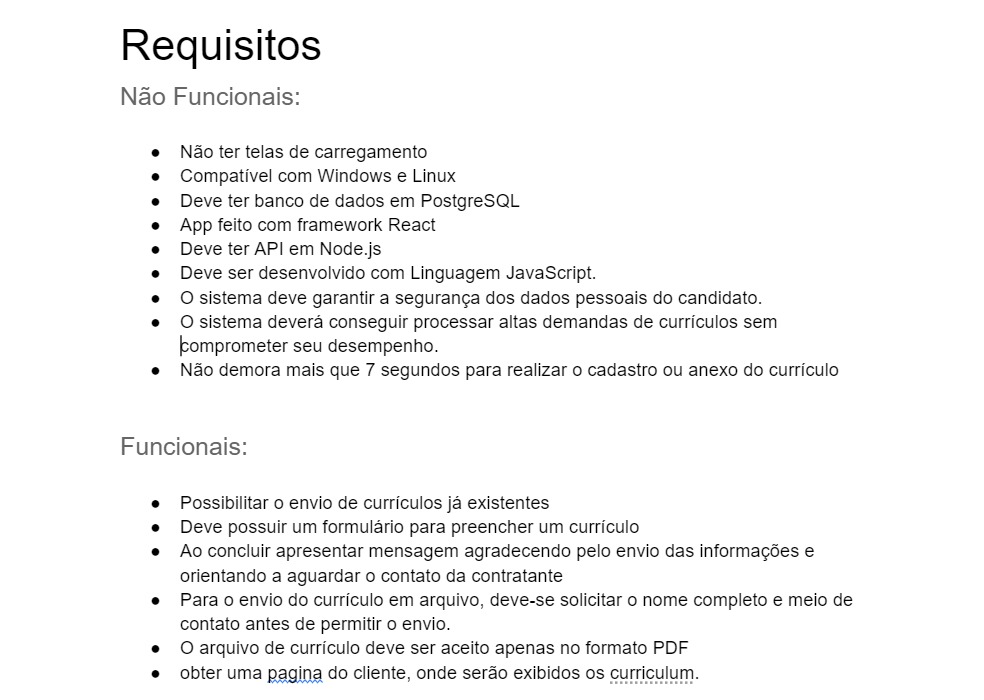 Requisitos
Não Funcionais:
● Não ter telas de carregamento
● Compatível com Windows e Linux
● Deve ter banco de dados em PostgreSQL
● App feito com framework React
● Deve ter API em Node.js
● Deve ser desenvolvido com Linguagem JavaScript.
● O sistema deve garantir a segurança dos dados pessoais do candidato.
● O sistema deverá conseguir processar altas demandas de currículos sem
comprometer seu desempenho.
● Não demora mais que 7 segundos para realizar o cadastro ou anexo do currículo
Funcionais:
● Possibilitar o envio de currículos já existentes
● Deve possuir um formulário para preencher um currículo
● Ao concluir apresentar mensagem agradecendo pelo envio das informações e
orientando a aguardar o contato da contratante
● Para o envio do currículo em arquivo, deve-se solicitar o nome completo e meio de
contato antes de permitir o envio.
● O arquivo de currículo deve ser aceito apenas no formato PDF
● obter uma pagina do cliente, onde serão exibidos os curriculum.